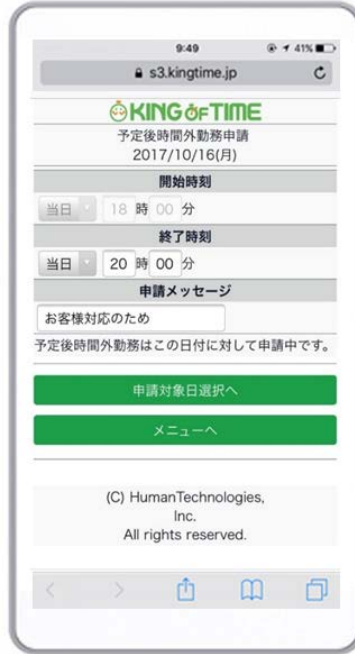 9:49 41%
s3.kingtime.jp
KING OF TIME
予定後時間外勤務申請
2017/10/16(月)
開始時刻
当日 18 時 00 分
終了時刻
当日 20 時 00 分
申請メッセージ
お客様対応のため
予定後時間外勤務はこの日付に対して申請中です。
申請対象日選択へ
メニューへ
(C) HumanTechnologies,
Inc.
All rights reserved.